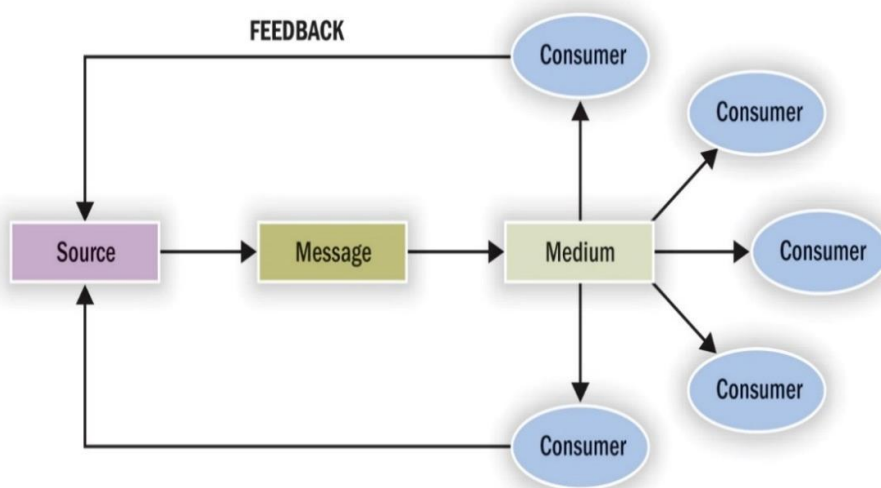 FEEDBACK
Consumer
Consumer
Source
Message
Medium
Consumer
Consumer
Consumer